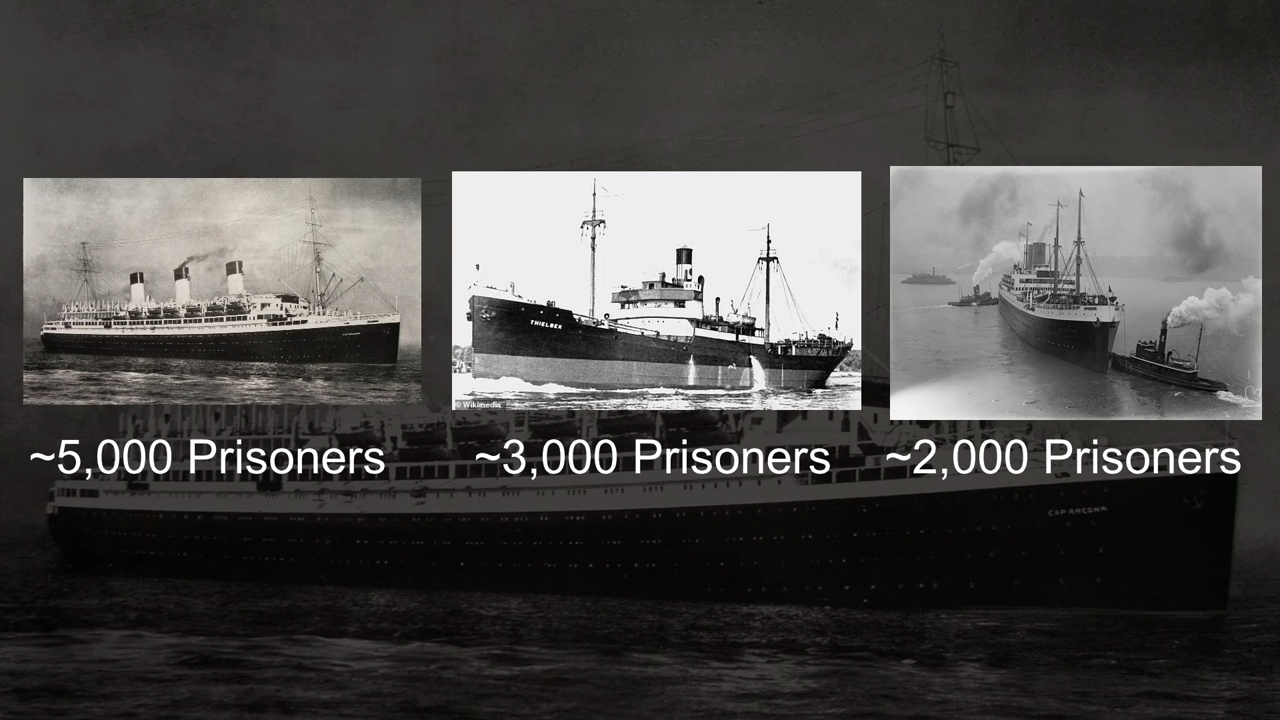 THIELBEK
© Wikimedia
~5,000 Prisoners
~3,000 Prisoners
~2,000 Prisoners
CAP ARCONA